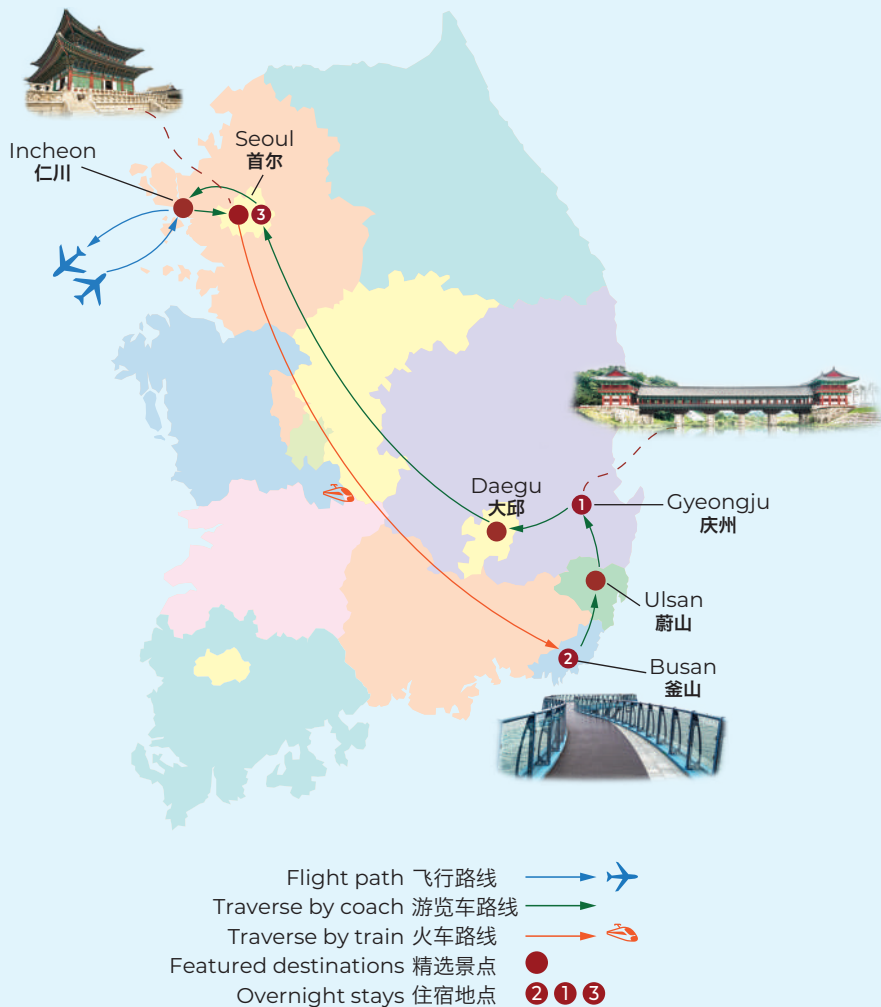 Seoul
首尔
Incheon
仁川
3
Daegu
大邱
1
Gyeongju
庆州
Ulsan
蔚山
2
Busan
釜山
Flight path 飞行路线
Traverse by coach 游览车路线
Traverse by train 火车路线
Featured destinations 精选景点
Overnight stays 住宿地点 2 1 3